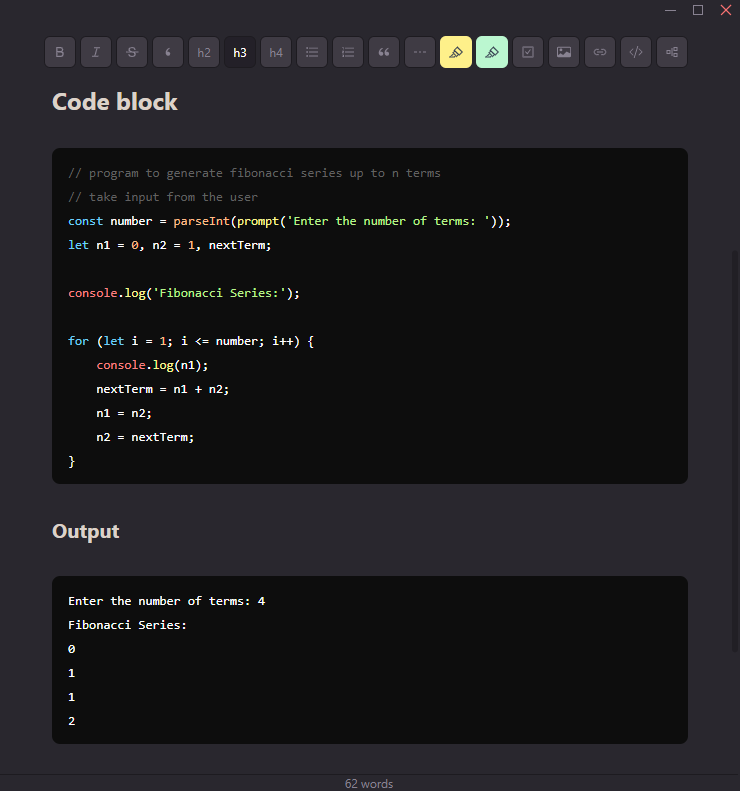 B I S h2 h3 h4
Code block
// program to generate fibonacci series up to n terms
// take input from the user
const number = parseInt(prompt('Enter the number of terms: '));
let n1 = 0, n2 = 1, nextTerm;
console.log('Fibonacci Series:');
for (let i = 1; i <= number; i++) {
    console.log(n1);
    nextTerm = n1 + n2;
    n1 = n2;
    n2 = nextTerm;
}
Output
Enter the number of terms: 4
Fibonacci Series:
0
1
1
2
62 words